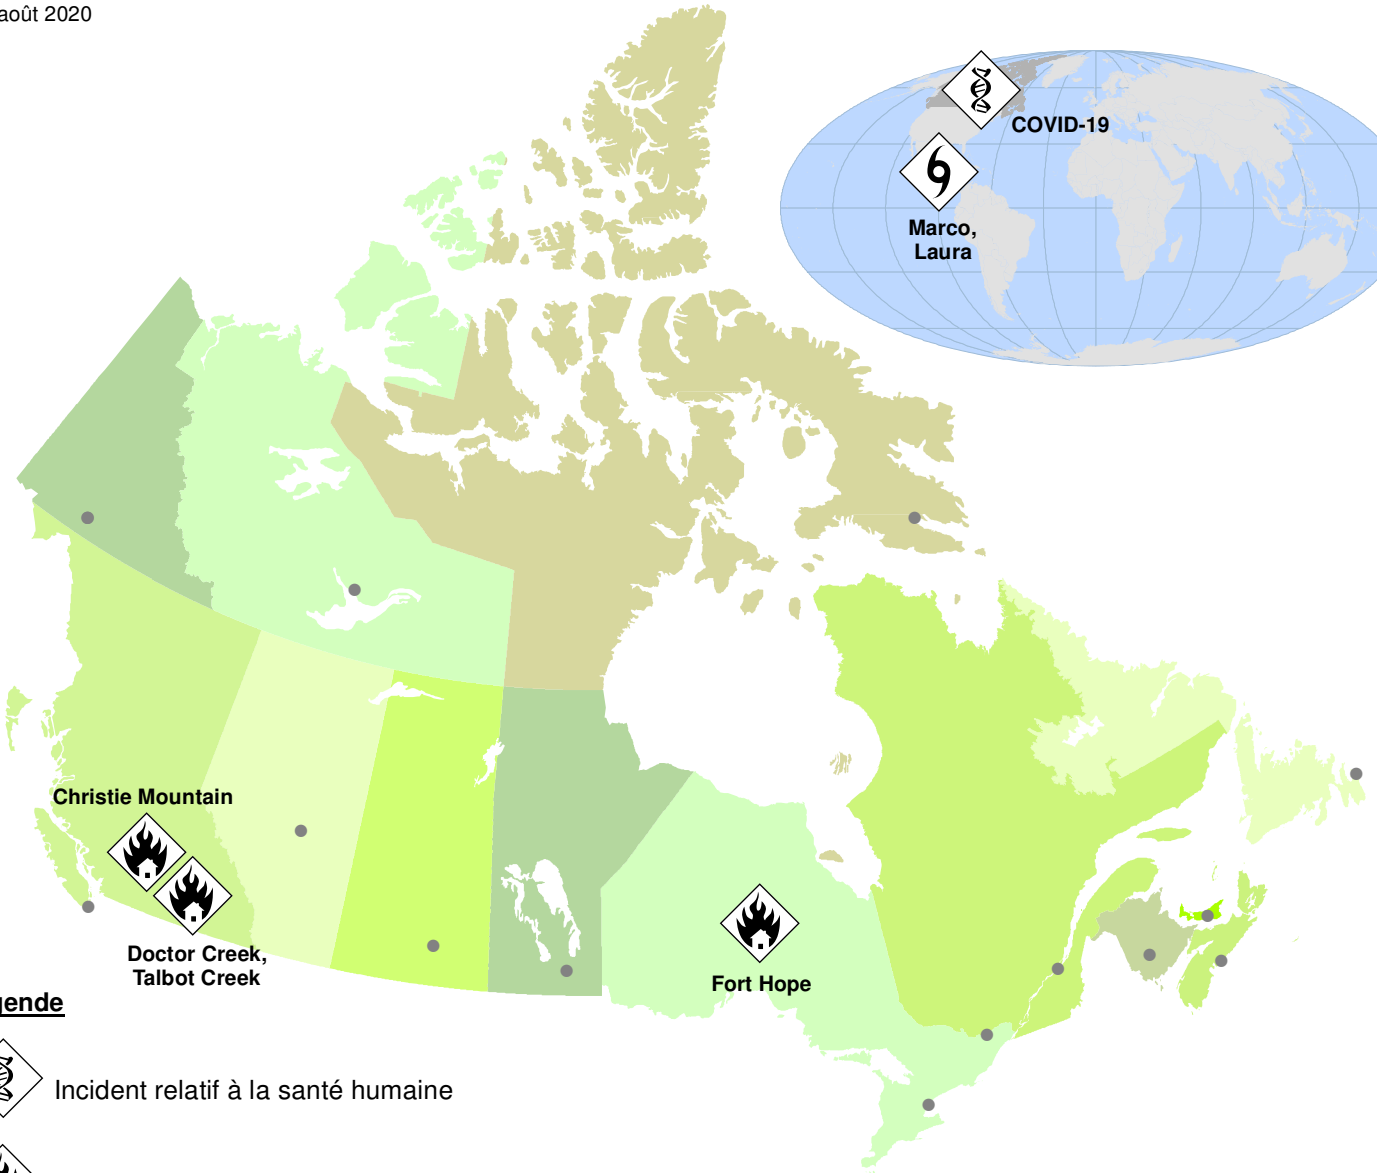 août 2020
COVID-19
Marco,
Laura
Christie Mountain
Doctor Creek,
Talbot Creek
Fort Hope
gende
Incident relatif à la santé humaine